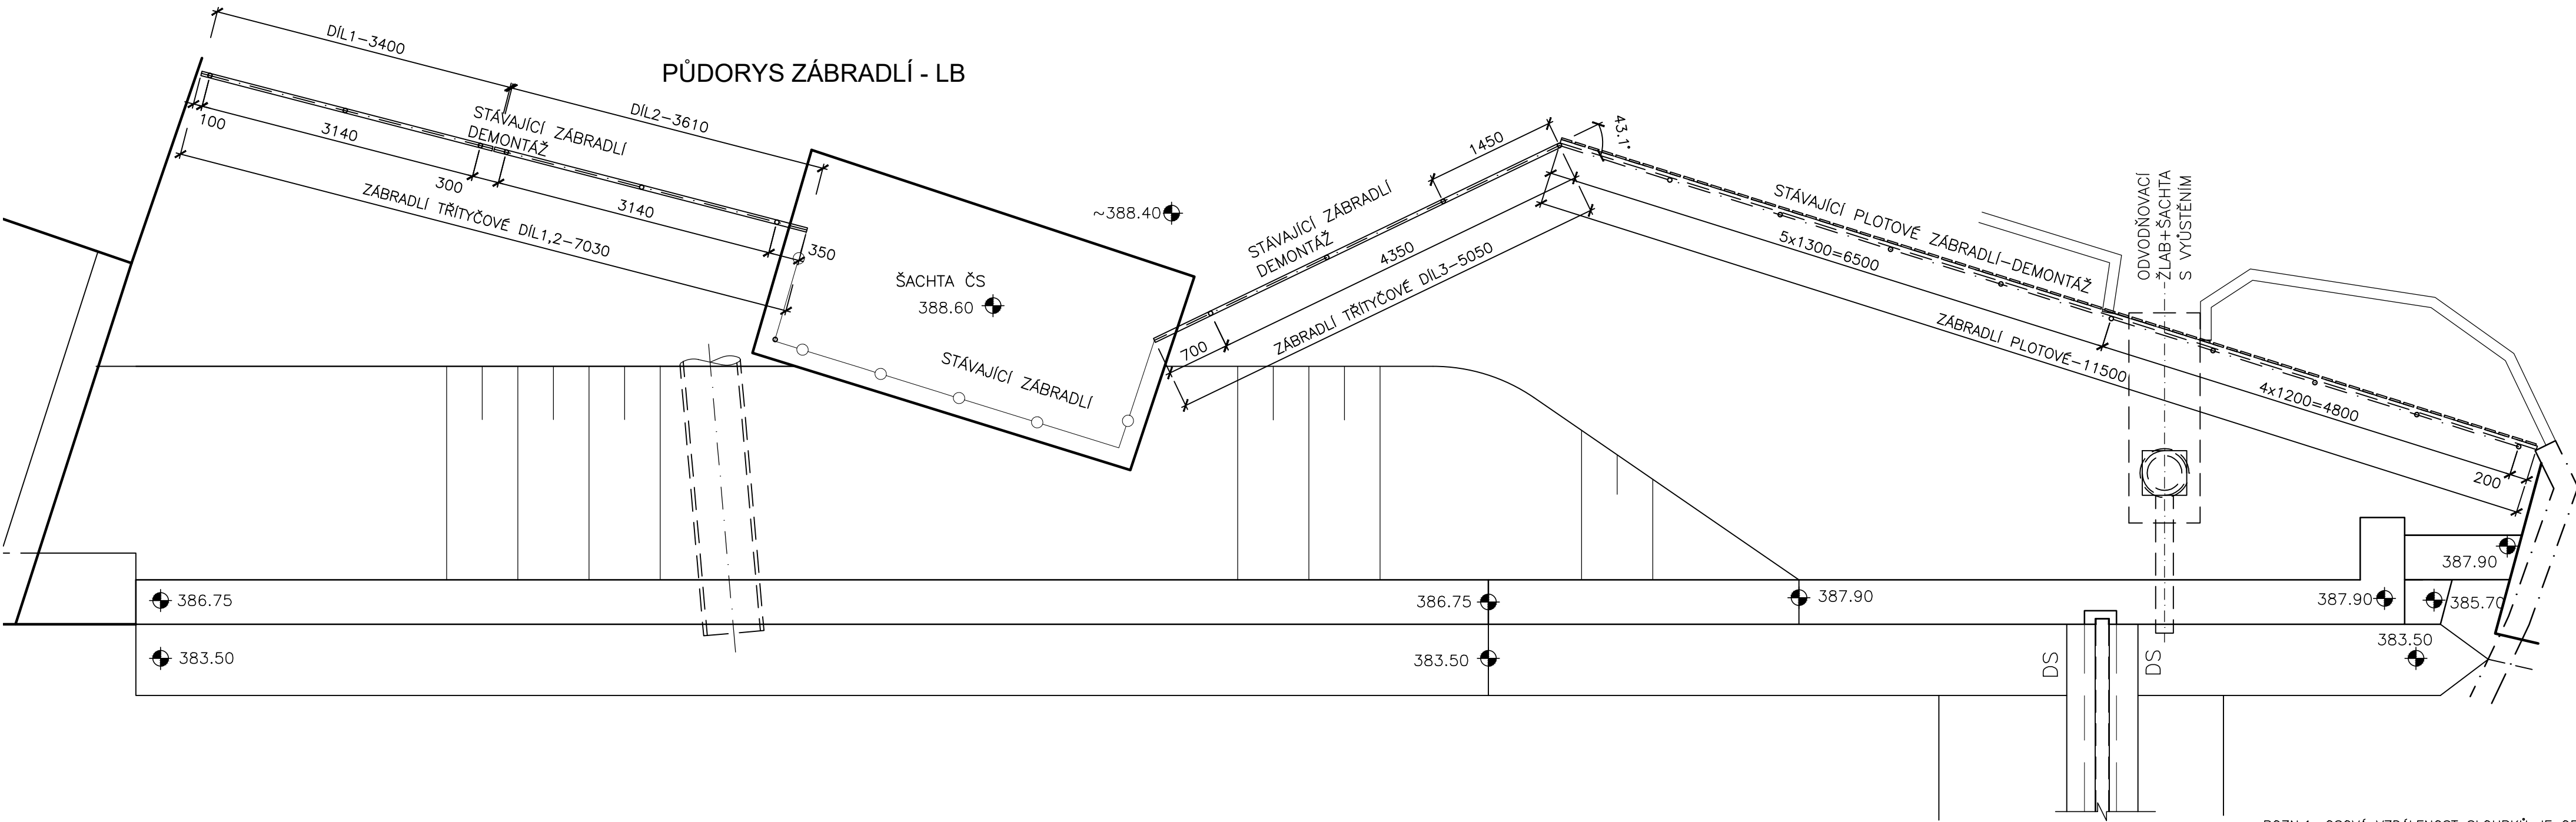 PŮDORYS ZÁBRADLÍ - LB
DÍL1-3400
DÍL2-3610
STÁVAJÍCÍ ZÁBRADLÍ
DEMONTÁŽ
100
3140
300
3140
350
ZÁBRADLÍ TŘÍTYČOVÉ DÍL1,2-7030
ŠACHTA ČS
388.60
STÁVAJÍCÍ ZÁBRADLÍ
~388.40
1450
43.1°
STÁVAJÍCÍ ZÁBRADLÍ
DEMONTÁŽ
4350
700
ZÁBRADLÍ TŘÍTYČOVÉ DÍL3-5050
STÁVAJÍCÍ PLOTOVÉ ZÁBRADLÍ-DEMONTÁŽ
5x1300=6500
ZÁBRADLÍ PLOTOVÉ-11500
4x1200=4800
200
ODVODŇOVACÍ
ŽLAB+ŠACHTA
S VYÚSTĚNÍM
386.75
383.50
386.75
383.50
387.90
387.90
387.90
385.70
383.50
DS
DS